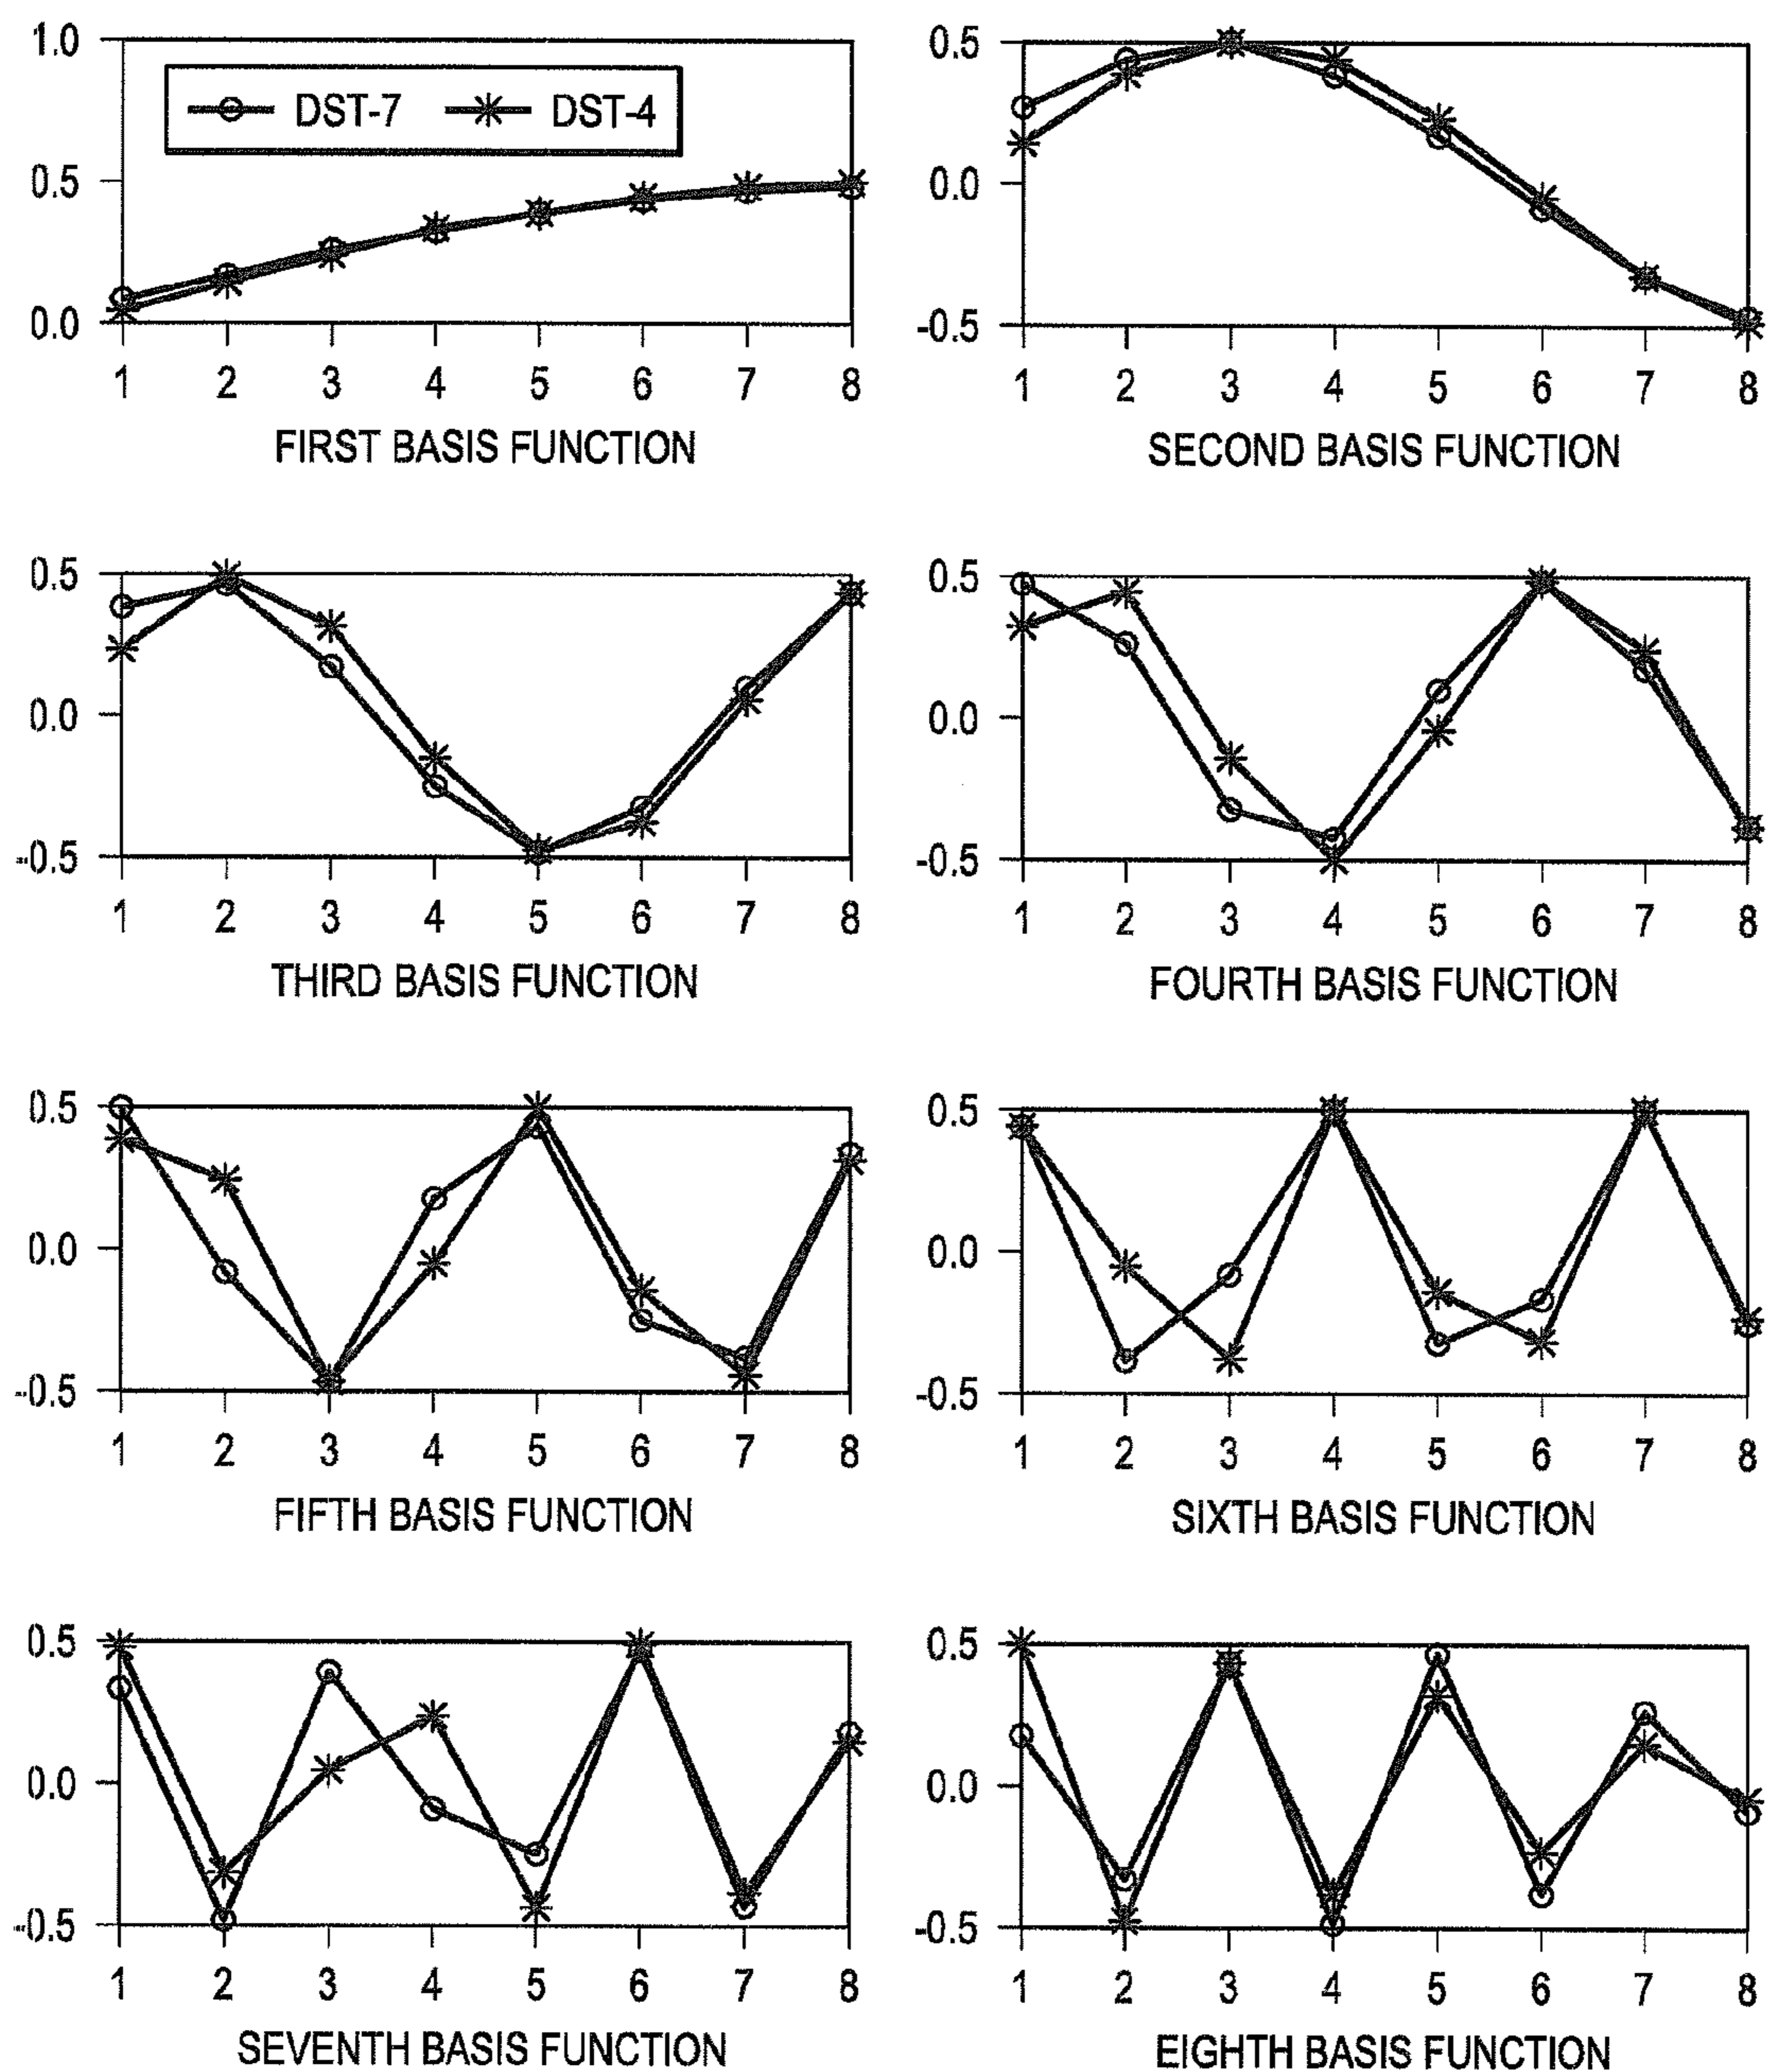 1.0
0.5
0.0
DST-7 DST-4
1 2 3 4 5 6 7 8
FIRST BASIS FUNCTION
0.5
0.0
-0.5
1 2 3 4 5 6 7 8
SECOND BASIS FUNCTION
0.5
0.0
-0.5
1 2 3 4 5 6 7 8
THIRD BASIS FUNCTION
0.5
0.0
-0.5
1 2 3 4 5 6 7 8
FOURTH BASIS FUNCTION
0.5
0.0
-0.5
1 2 3 4 5 6 7 8
FIFTH BASIS FUNCTION
0.5
0.0
-0.5
1 2 3 4 5 6 7 8
SIXTH BASIS FUNCTION
0.5
0.0
-0.5
1 2 3 4 5 6 7 8
SEVENTH BASIS FUNCTION
0.5
0.0
-0.5
1 2 3 4 5 6 7 8
EIGHTH BASIS FUNCTION